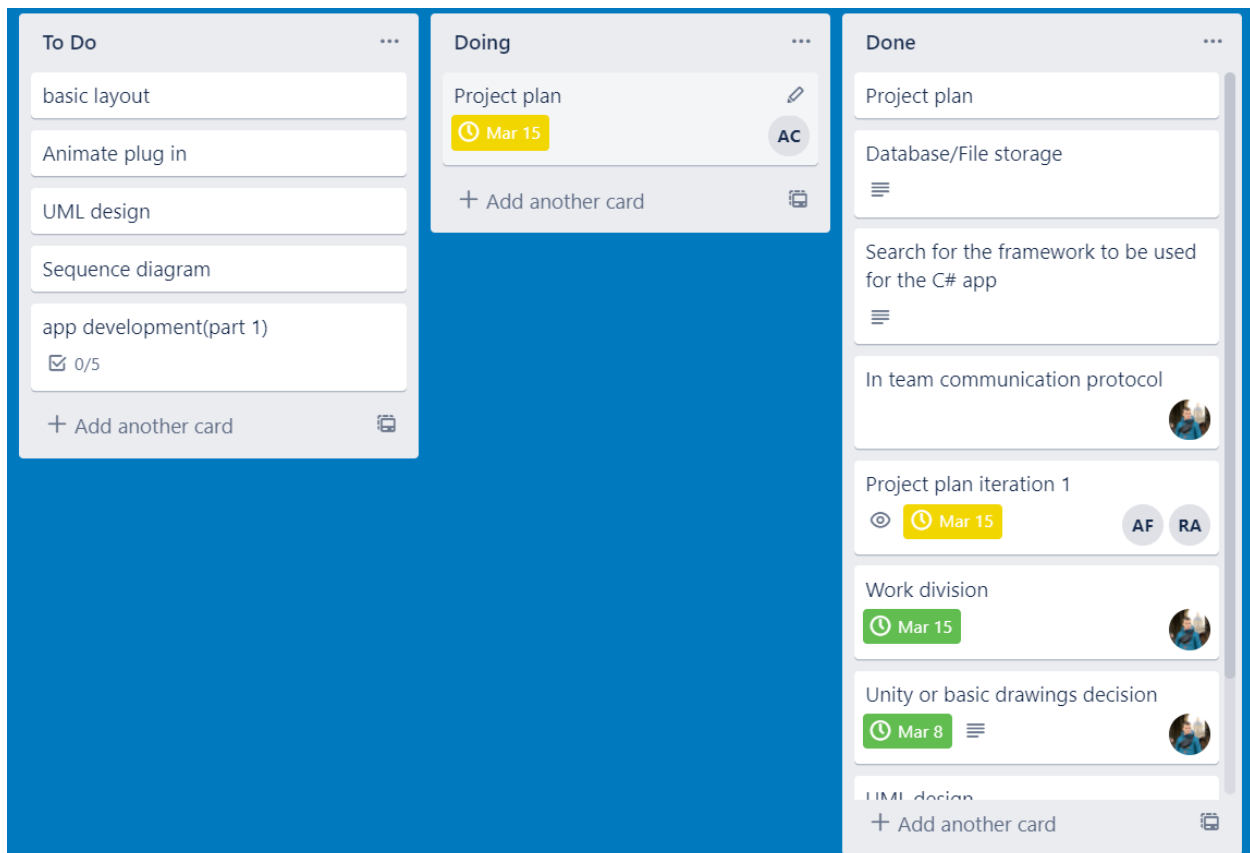 To Do
basic layout
Animate plug in
UML design
Sequence diagram
app development(part 1)
0/5
+ Add another card
Doing
Project plan
Mar 15
AC
+ Add another card
Done
Project plan
Database/File storage
Search for the framework to be used
for the C# app
In team communication protocol
Project plan iteration 1
Mar 15
AF RA
Work division
Mar 15
Unity or basic drawings decision
Mar 8
UML design
+ Add another card